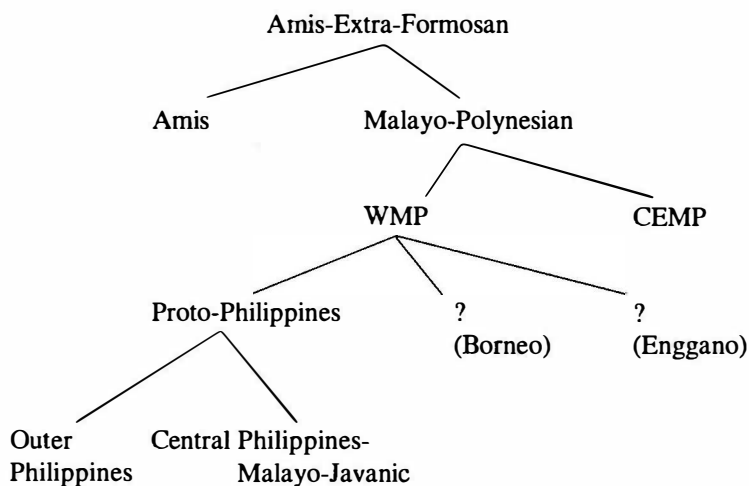 Amis-Extra-Formosan
Amis Malayo-Polynesian
WMP CEMP
Proto-Philippines ? ?
(Borneo) (Enggano)
Outer Central Philippines-
Philippines Malayo-Javanic